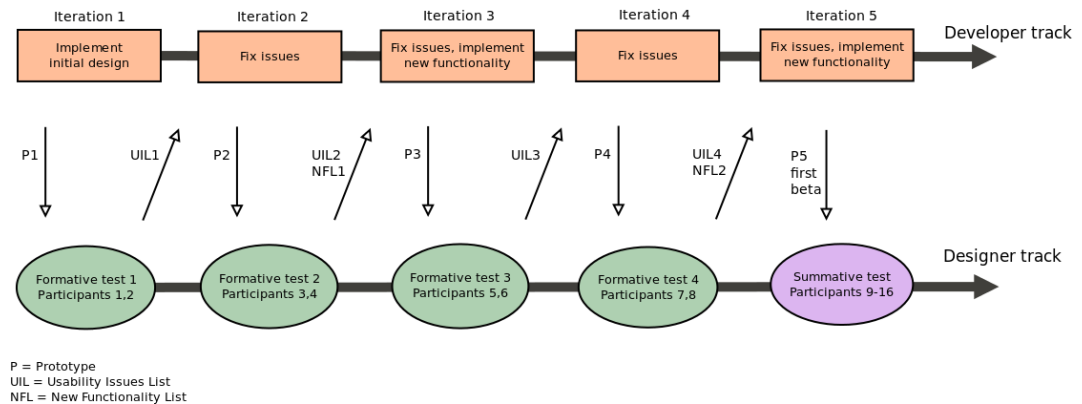 Iteration 1
Iteration 2
Iteration 3
Iteration 4
Iteration 5
Developer track
Implement
initial design
Fix issues
Fix issues, implement
new functionality
Fix issues
Fix issues, implement
new functionality
P1
UIL1
P2
UIL2
NFL1
P3
UIL3
P4
UIL4
NFL2
P5
first
beta
Designer track
Formative test 1
Participants 1,2
Formative test 2
Participants 3,4
Formative test 3
Participants 5,6
Formative test 4
Participants 7,8
Summative test
Participants 9-16
P = Prototype
UIL = Usability Issues List
NFL = New Functionality List